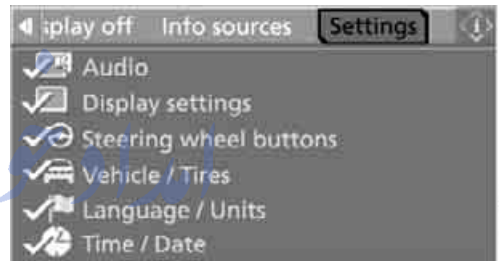 splay off Info sources Settings
Audio
Display settings
Steering wheel buttons
Vehicle / Tires
Language / Units
Time / Date